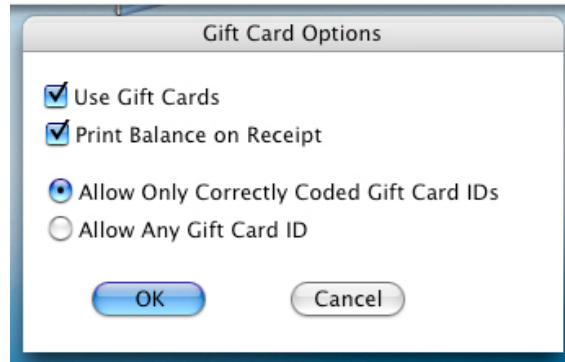 Gift Card Options
Use Gift Cards
Print Balance on Receipt
Allow Only Correctly Coded Gift Card IDs
Allow Any Gift Card ID
OK Cancel